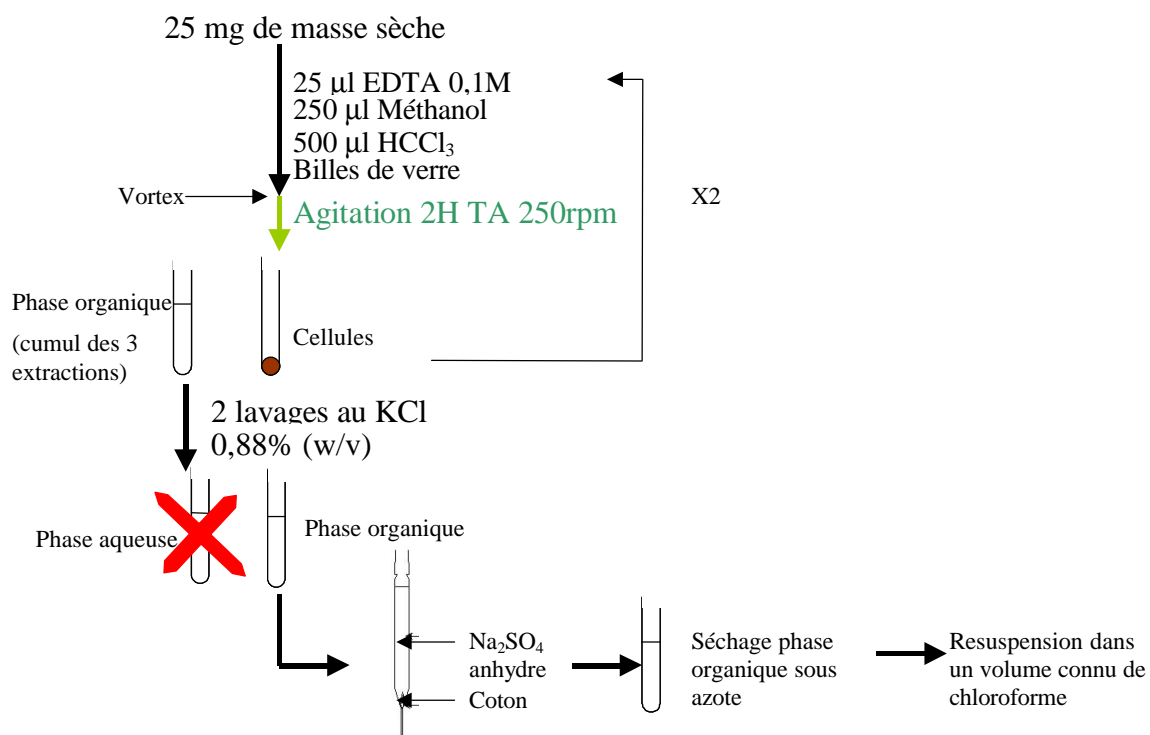 25 mg de masse sèche
25 µl EDTA 0,1M
250 µl Méthanol
500 µl HCCl₃
Billes de verre
Vortex
X2
Agitation 2H TA 250rpm
Phase organique
(cumul des 3
extractions)
Cellules
2 lavages au KCl
0,88% (w/v)
Phase aqueuse
Phase organique
Na₂SO₄
anhydre
Coton
Séchage phase
organique sous
azote
Resuspension dans
un volume connu de
chloroforme